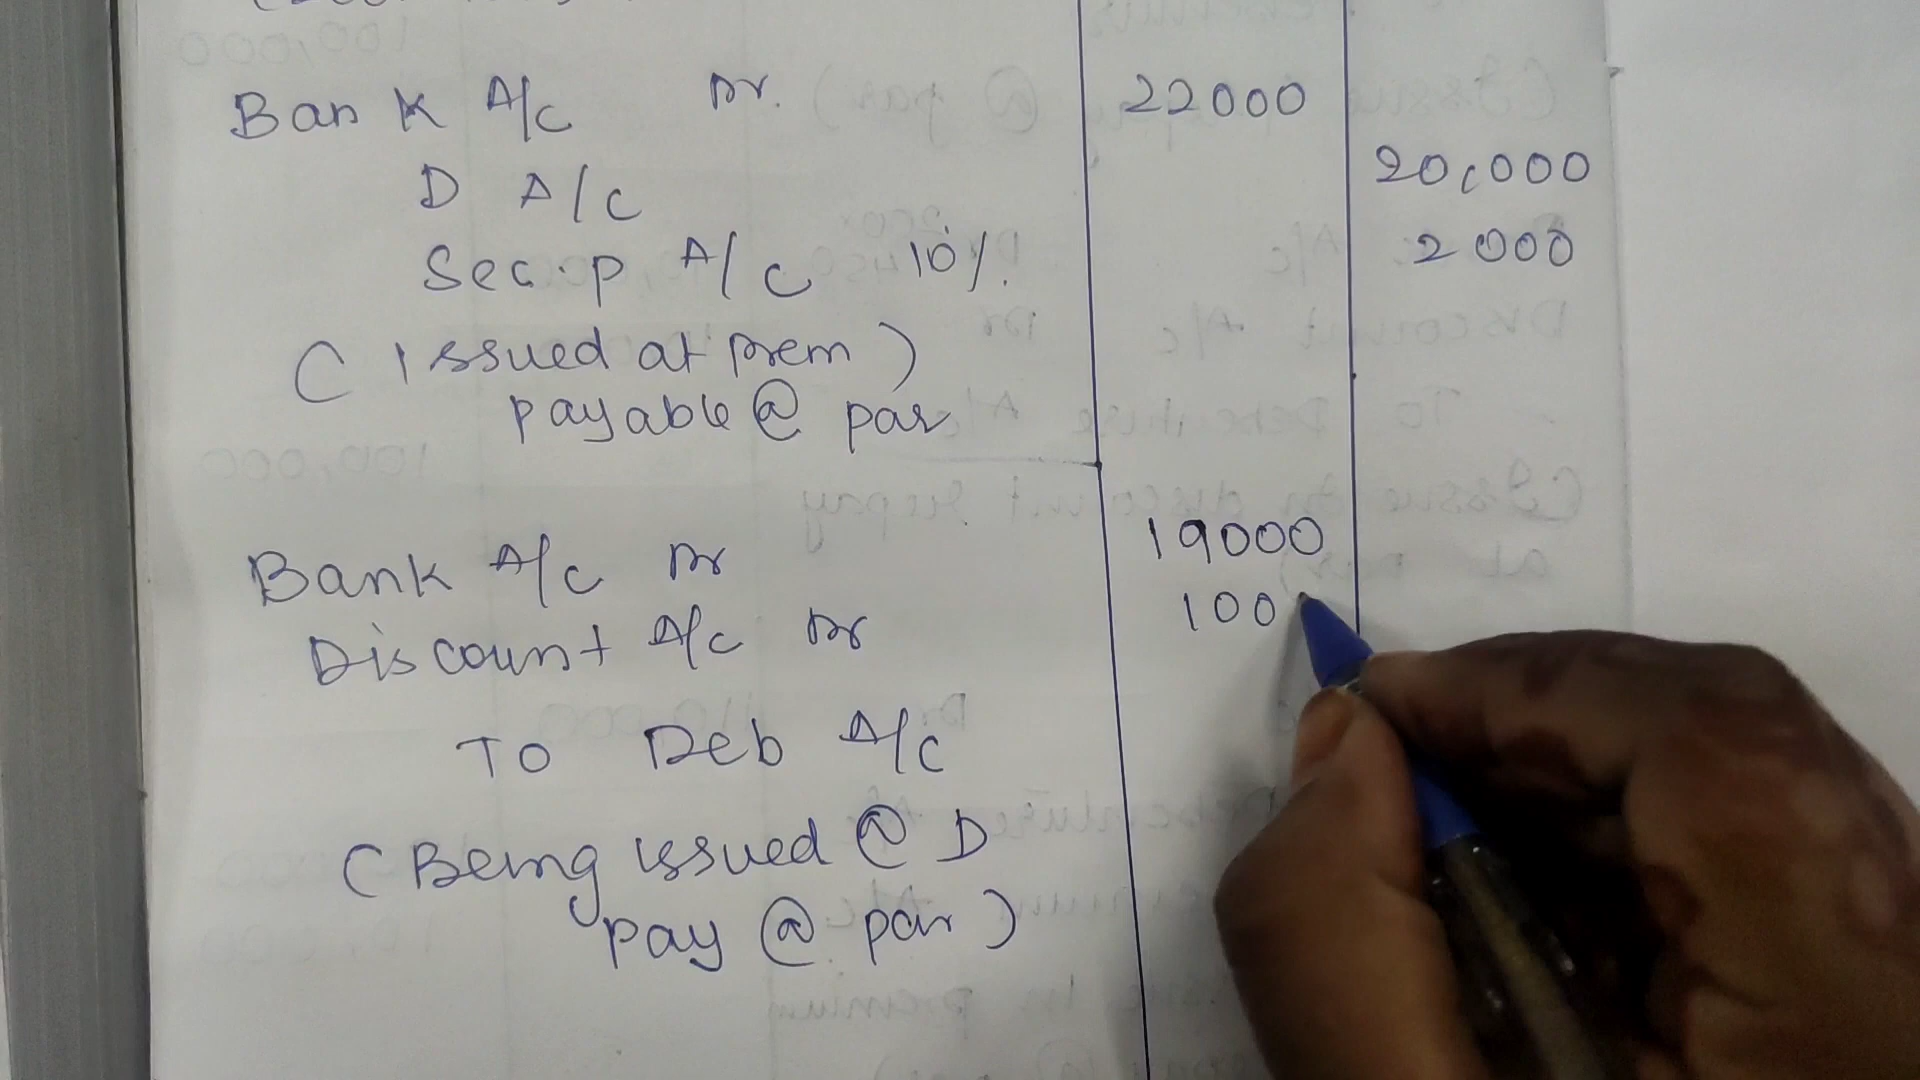 Bank A/c Dr. 22000
D A/c 20,000
Sec.p A/c 10%. 2000
(Issued at prem)
payable @ par
Bank A/c Dr 19000
Discount A/c Dr 100
To Deb A/c
(Being issued @ D
pay @ par)